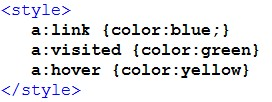 <style>
a:link {color:blue;}
a:visited {color:green}
a:hover {color:yellow}
</style>